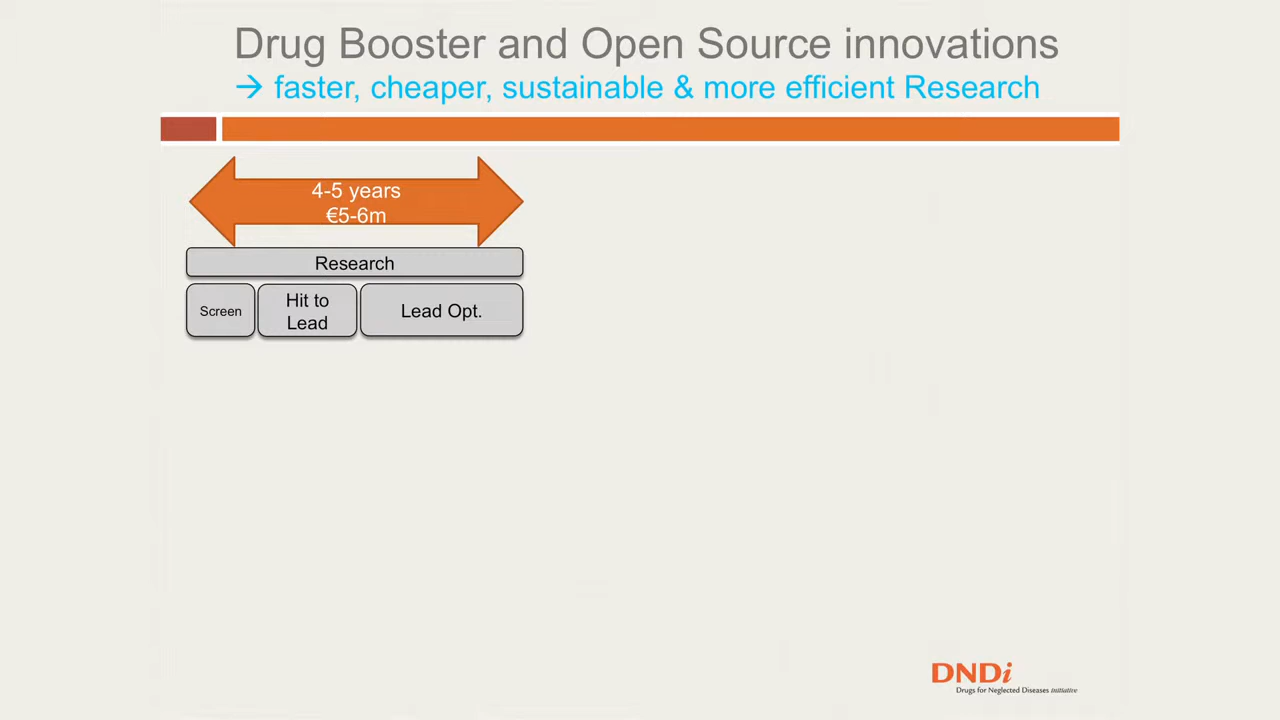 Drug Booster and Open Source innovations
→ faster, cheaper, sustainable & more efficient Research
4-5 years
€5-6m
Research
Screen
Hit to
Lead
Lead Opt.
DNDi
Drugs for Neglected Diseases initiative